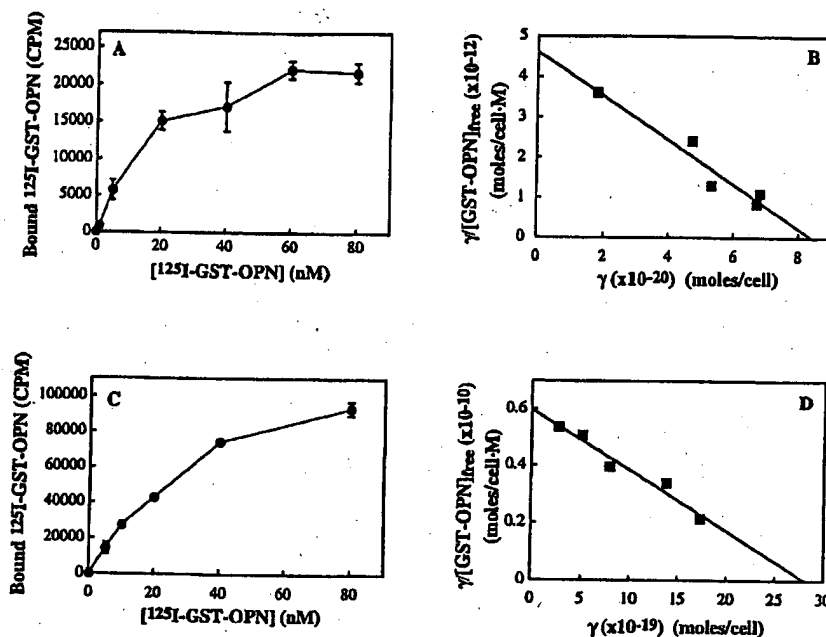 A
Bound 125I-GST-OPN (CPM)
25000
20000
15000
10000
5000
0
0 20 40 60 80
[125I-GST-OPN] (nM)
B
γ/[GST-OPN]free (x10-12)
(moles/cell·M)
5
4
3
2
1
0
0 2 4 6 8
γ (x10-20) (moles/cell)
C
Bound 125I-GST-OPN (CPM)
100000
80000
60000
40000
20000
0
0 20 40 60 80
[125I-GST-OPN] (nM)
D
γ/[GST-OPN]free (x10-10)
(moles/cell·M)
0.6
0.4
0.2
0
0 5 10 15 20 25 30
γ (x10-19) (moles/cell)